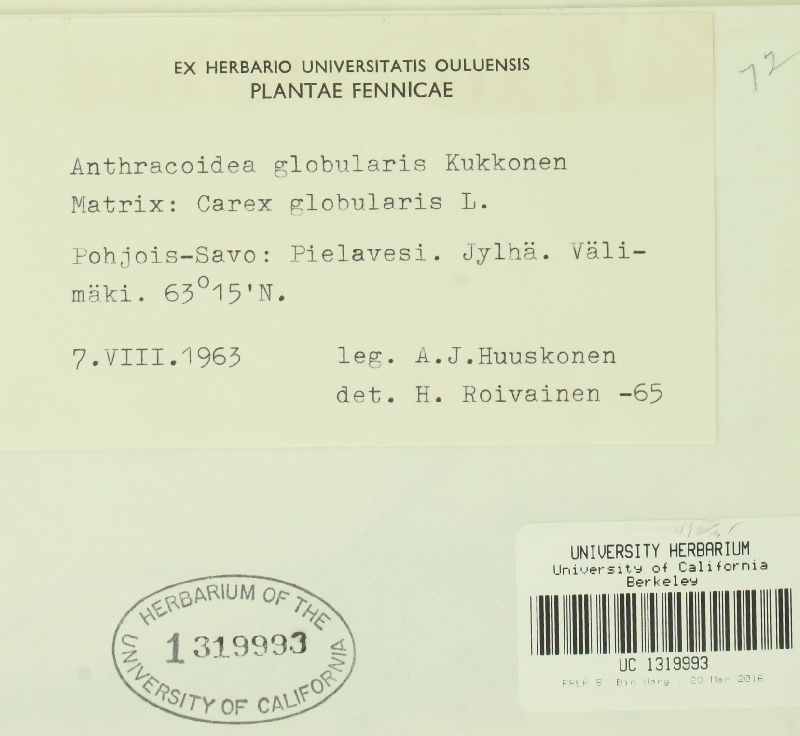 EX HERBARIO UNIVERSITATIS OULUENSIS
PLANTAE FENNICAE
72
Anthracoidea globularis Kukkonen
Matrix: Carex globularis L.
Pohjois-Savo: Pielavesi. Jylhä. Väli-
mäki. 63°15'N.
7.VIII.1963 leg. A.J.Huuskonen
det. H. Roivainen -65
HERBARIUM OF THE
1319993
UNIVERSITY OF CALIFORNIA
UNIVERSITY HERBARIUM
University of California
Berkeley
UC 1319993
20 Mar 2016